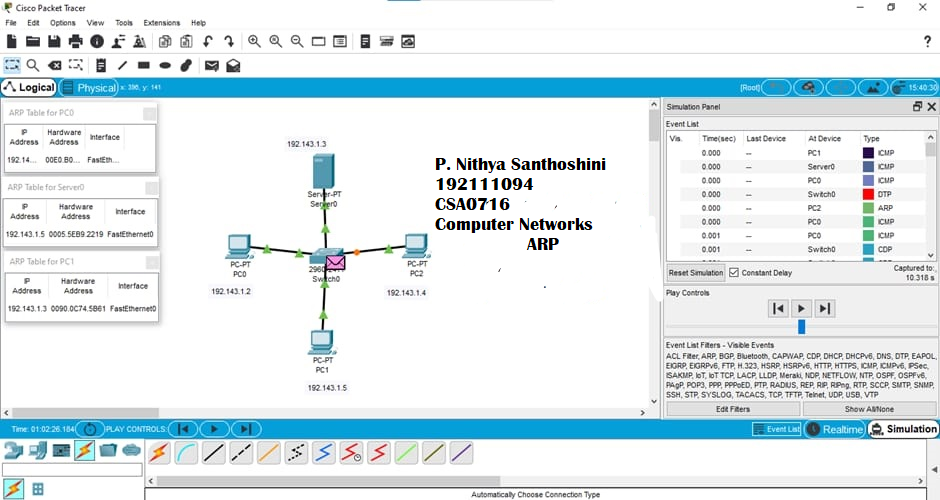 Cisco Packet Tracer
File Edit Options View Tools Extensions Help
?
Logical Physical x: 396, y: 141 [Root] 15:40:30
ARP Table for PC0
IP Address Hardware Address Interface
192.14... 00E0.B0... FastEth...
ARP Table for Server0
IP Address Hardware Address Interface
192.143.1.5 0005.5EB9.2219 FastEthernet0
ARP Table for PC1
IP Address Hardware Address Interface
192.143.1.3 0090.0C74.5B61 FastEthernet0
192.143.1.3
Server-PT
Server0
PC-PT
PC0
192.143.1.2
Switch0
PC-PT
PC2
192.143.1.4
PC-PT
PC1
192.143.1.5
P. Nithya Santhoshini
192111094
CSA0716
Computer Networks
ARP
Simulation Panel
Event List
Vis. Time(sec) Last Device At Device Type
0.000 -- PC1 ICMP
0.000 -- Server0 ICMP
0.000 -- PC0 ICMP
0.000 -- Switch0 DTP
0.000 -- PC2 ARP
0.001 -- PC0 ICMP
0.001 -- Switch0 CDP
Reset Simulation Constant Delay Captured to:
10.318 s
Play Controls
Event List Filters - Visible Events
ACL Filter, ARP, BGP, Bluetooth, CAPWAP, CDP, DHCP, DHCPv6, DNS, DTP, EAPOL,
EIGRP, EIGRPv6, FTP, H.323, HSRP, HSRPv6, HTTP, HTTPS, ICMP, ICMPv6, IPSec,
ISAKMP, IoT, IoT TCP, LACP, LLDP, Meraki, NDP, NETFLOW, NTP, OSPF, OSPFv6,
PAgP, POP3, PPP, PPPoED, PTP, RADIUS, REP, RIP, RIPng, RTP, SCCP, SMTP, SNMP,
SSH, STP, SYSLOG, TACACS, TCP, TFTP, Telnet, UDP, USB, VTP
Edit Filters Show All/None
Time: 01:02:26.184 PLAY CONTROLS: Event List Realtime Simulation
Automatically Choose Connection Type